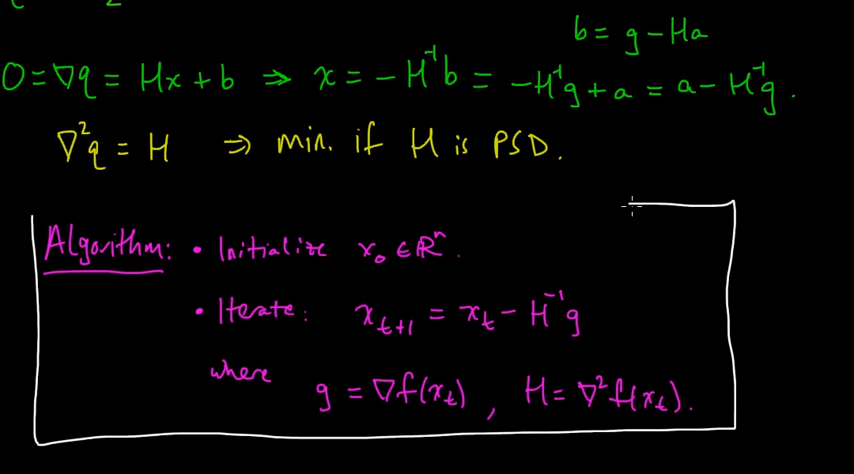 b = g - Ha
0 = ∇q = Hx + b ⇒ x = -H⁻¹b = -H⁻¹g + a = a - H⁻¹g.
∇²q = H ⇒ min. if H is PSD.
Algorithm: • Initialize x₀ ∈ ℝⁿ.
• Iterate: xₜ₊₁ = xₜ - H⁻¹g
where g = ∇f(xₜ), H = ∇²f(xₜ).